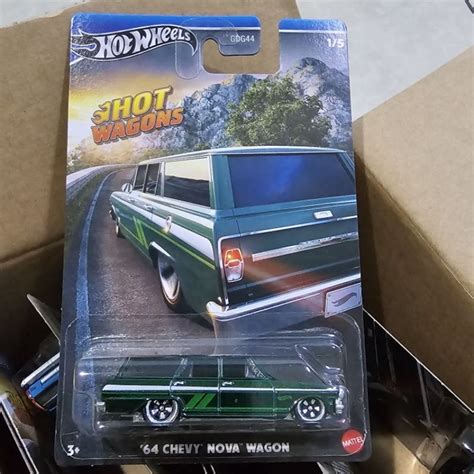 HOT WHEELS
GDG44
1/5
HOT
WAGONS
3+
'64 CHEVY NOVA WAGON
MATTEL